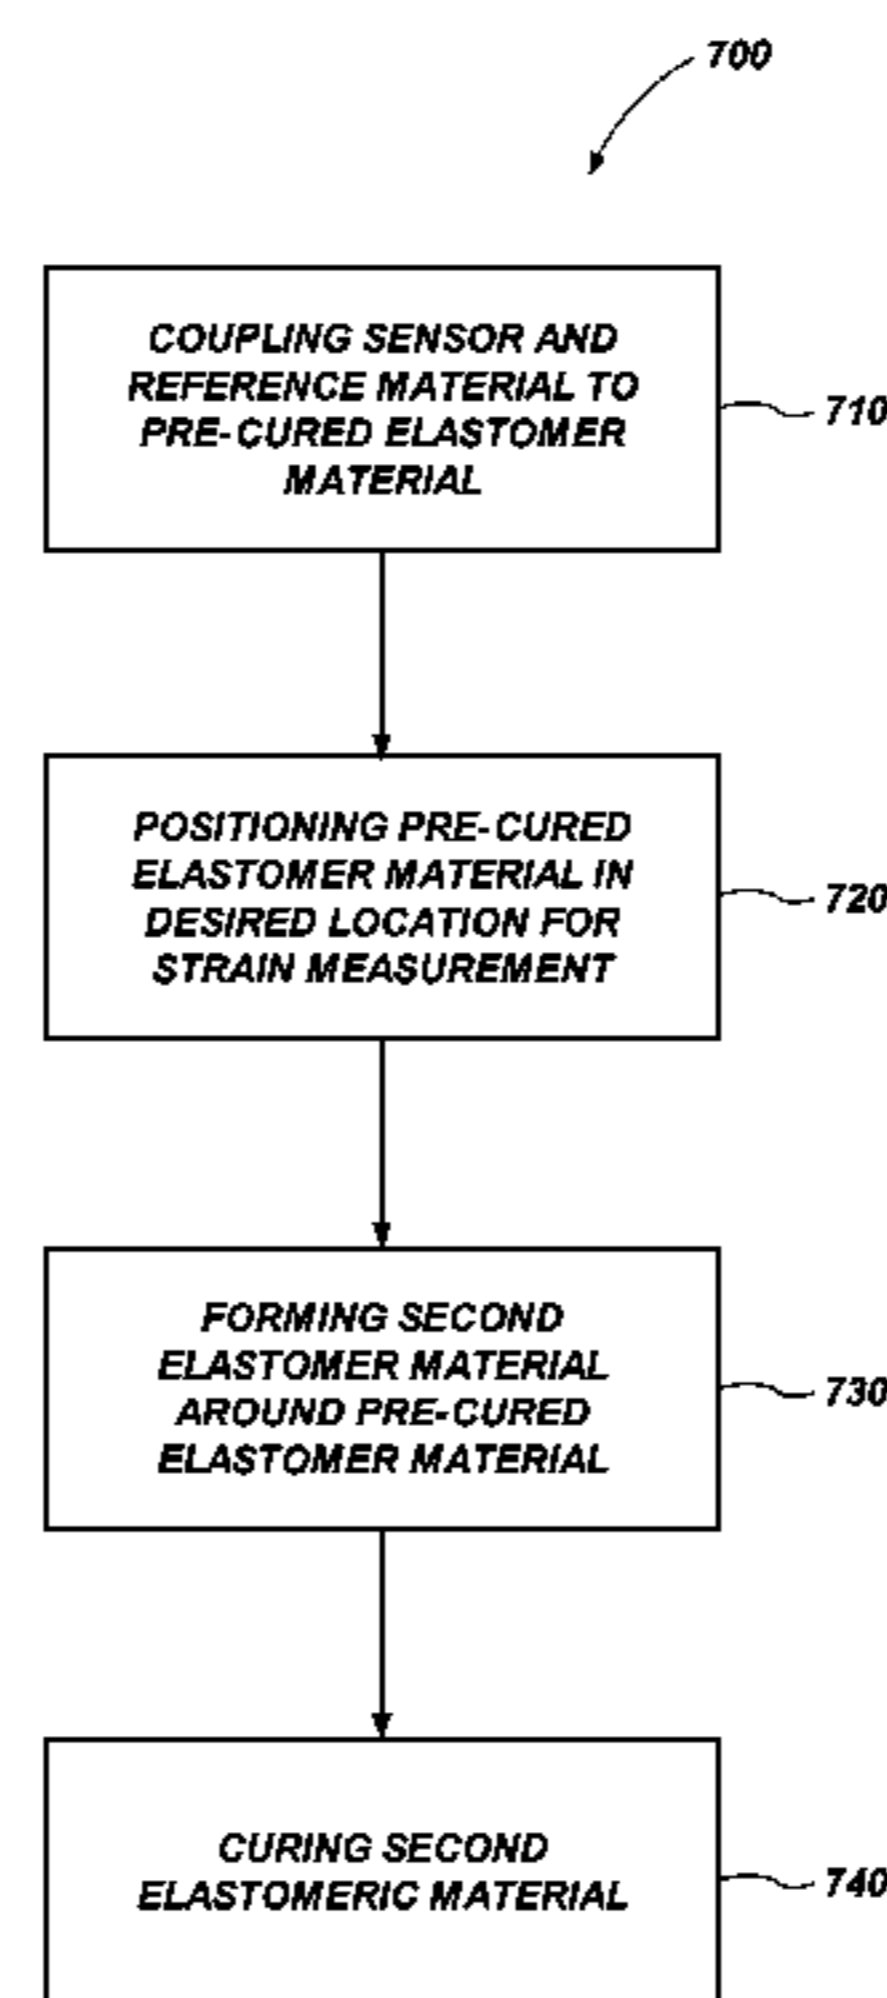 700
COUPLING SENSOR AND
REFERENCE MATERIAL TO
PRE-CURED ELASTOMER
MATERIAL
710
POSITIONING PRE-CURED
ELASTOMER MATERIAL IN
DESIRED LOCATION FOR
STRAIN MEASUREMENT
720
FORMING SECOND
ELASTOMER MATERIAL
AROUND PRE-CURED
ELASTOMER MATERIAL
730
CURING SECOND
ELASTOMERIC MATERIAL
740